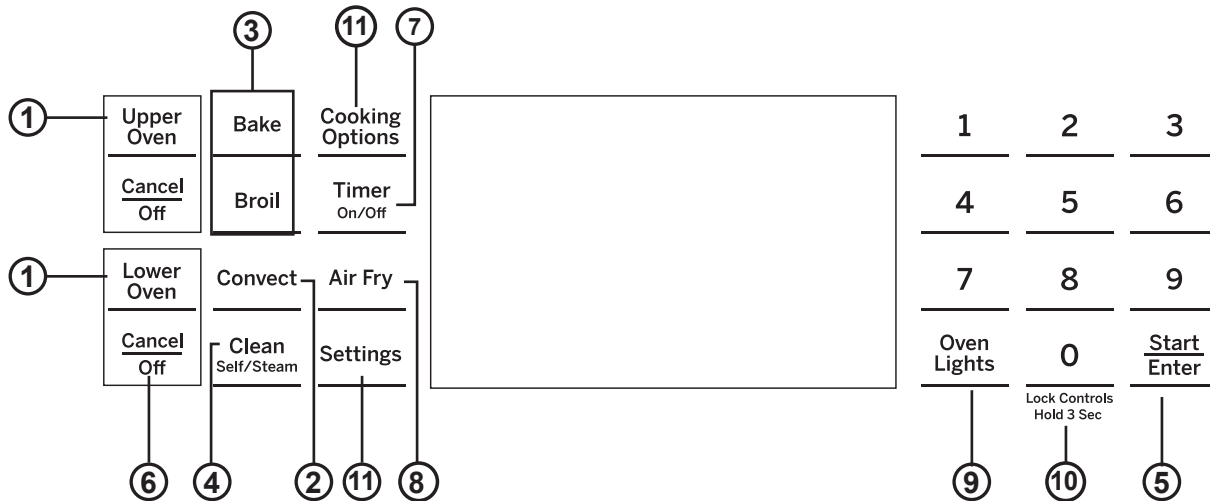 3
11
7
1
Upper
Oven
Bake
Cooking
Options
1
2
3
Cancel
Off
Broil
Timer
On/Off
4
5
6
1
Lower
Oven
Convect
Air Fry
7
8
9
Cancel
Off
Clean
Self/Steam
Settings
Oven
Lights
0
Start
Enter
Lock Controls
Hold 3 Sec
6
4
2
11
8
9
10
5